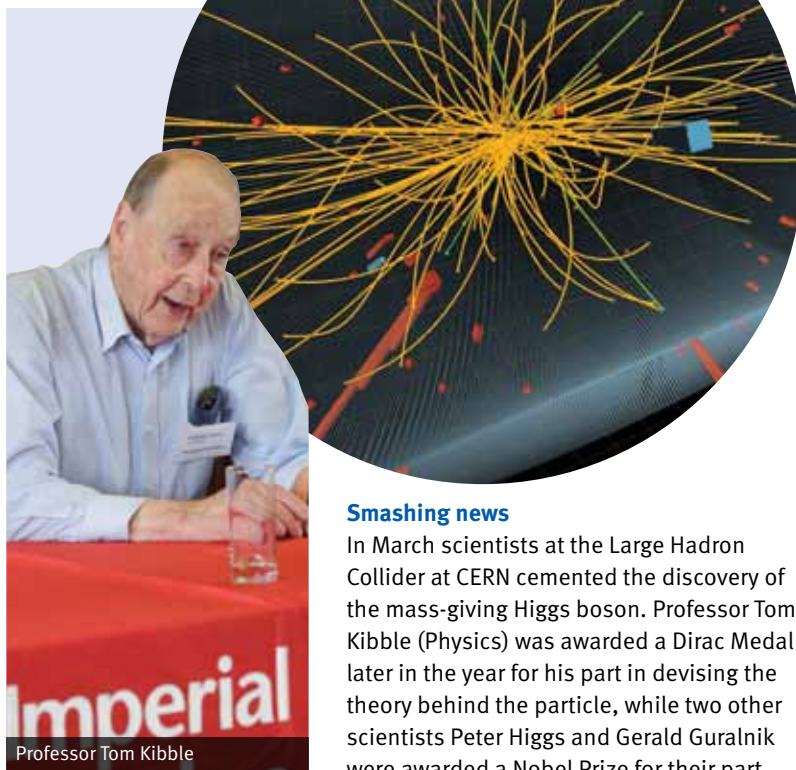 Smashing news
In March scientists at the Large Hadron
Collider at CERN cemented the discovery of
the mass-giving Higgs boson. Professor Tom
Kibble (Physics) was awarded a Dirac Medal
later in the year for his part in devising the
theory behind the particle, while two other
scientists Peter Higgs and Gerald Guralnik
were awarded a Nobel Prize for their part
Imperial
Professor Tom Kibble